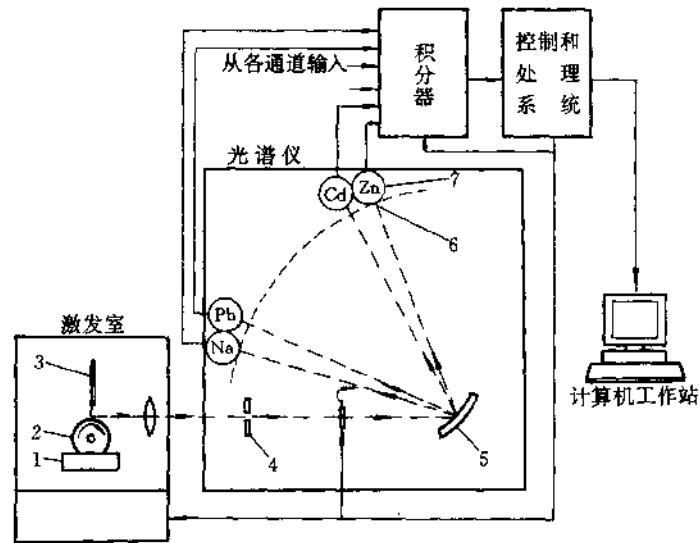 积分器
控制和
处理
系统
从各通道输入
光谱仪
Cd
Zn
7
6
Pb
Na
激发室
3
2
1
4
5
计算机工作站